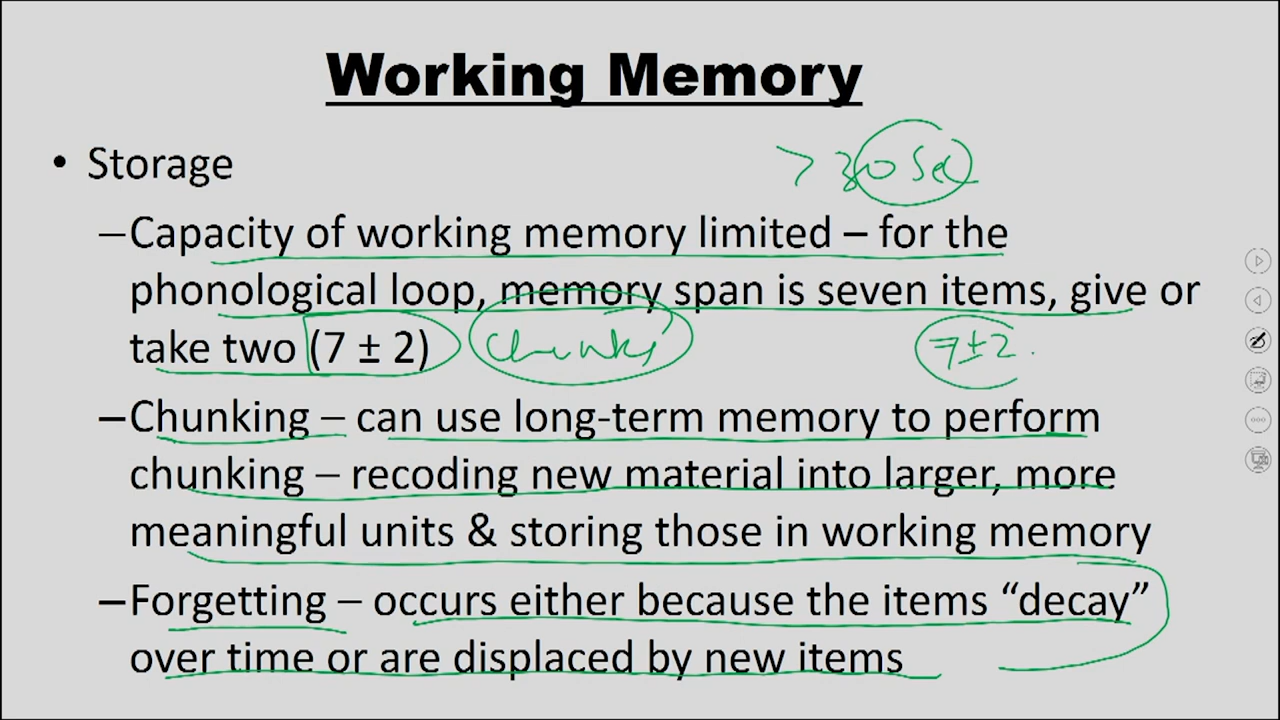 Working Memory
• Storage
> 30 Sec
–Capacity of working memory limited – for the
phonological loop, memory span is seven items, give or
take two (7 ± 2) chunks 7±2.
–Chunking – can use long-term memory to perform
chunking – recoding new material into larger, more
meaningful units & storing those in working memory
–Forgetting – occurs either because the items “decay”
over time or are displaced by new items